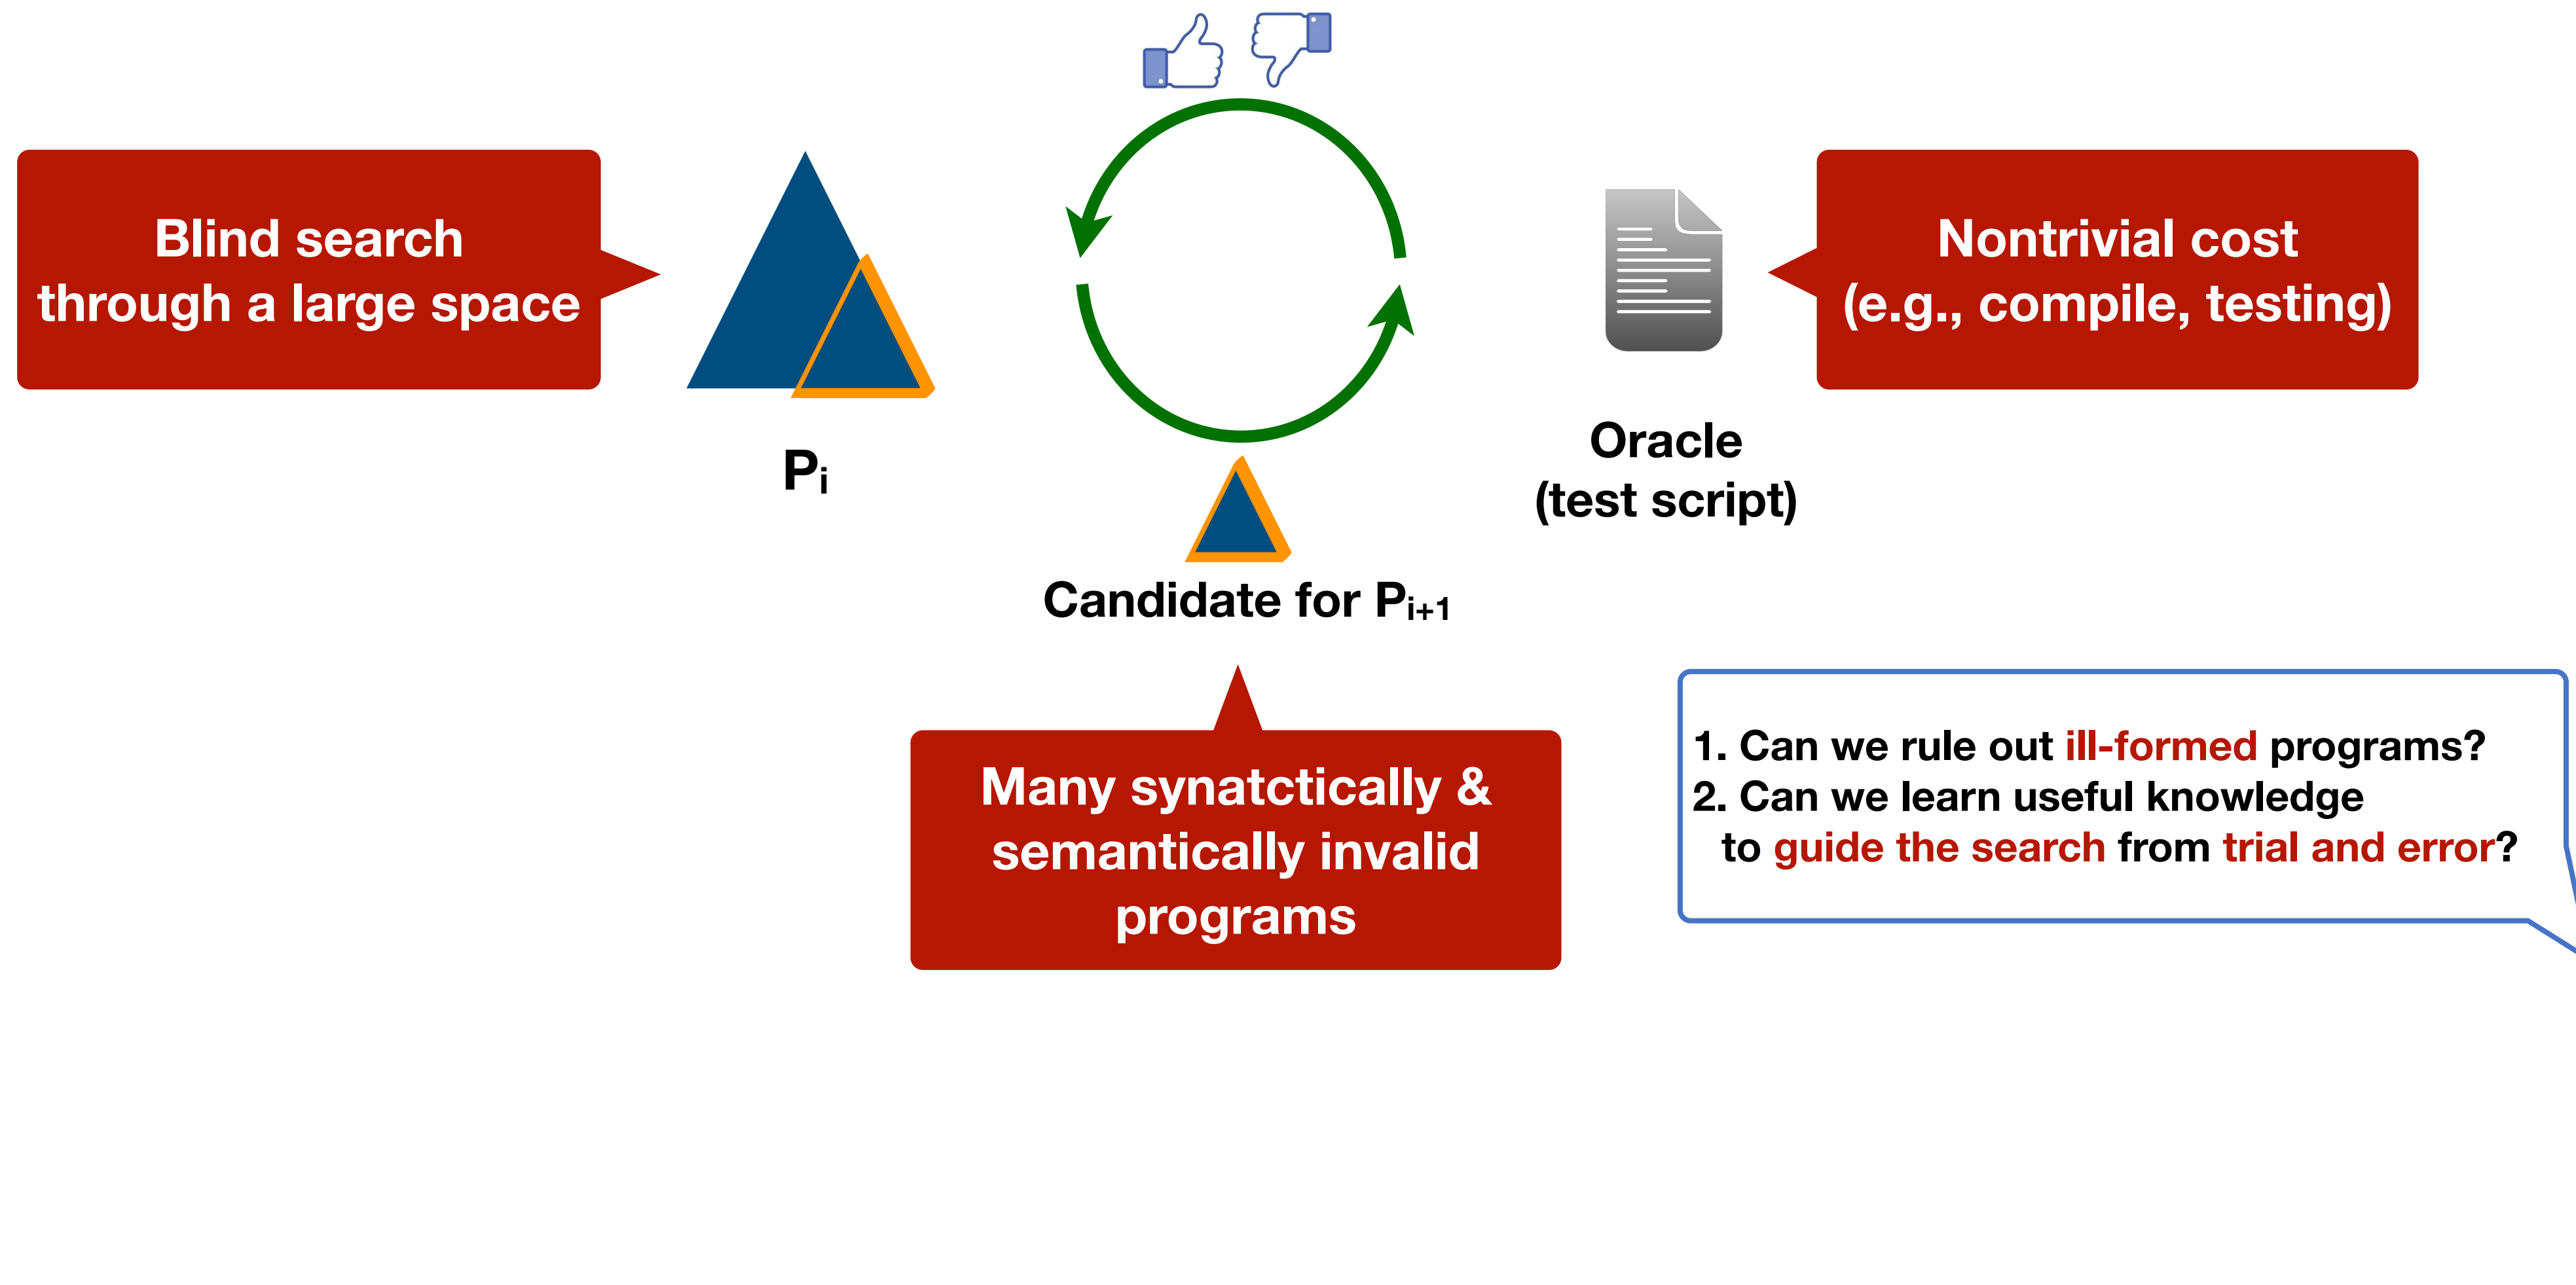 Blind search
through a large space
Nontrivial cost
(e.g., compile, testing)
Pi
Oracle
(test script)
Candidate for Pi+1
Many synatctically &
semantically invalid
programs
1. Can we rule out ill-formed programs?
2. Can we learn useful knowledge
to guide the search from trial and error?